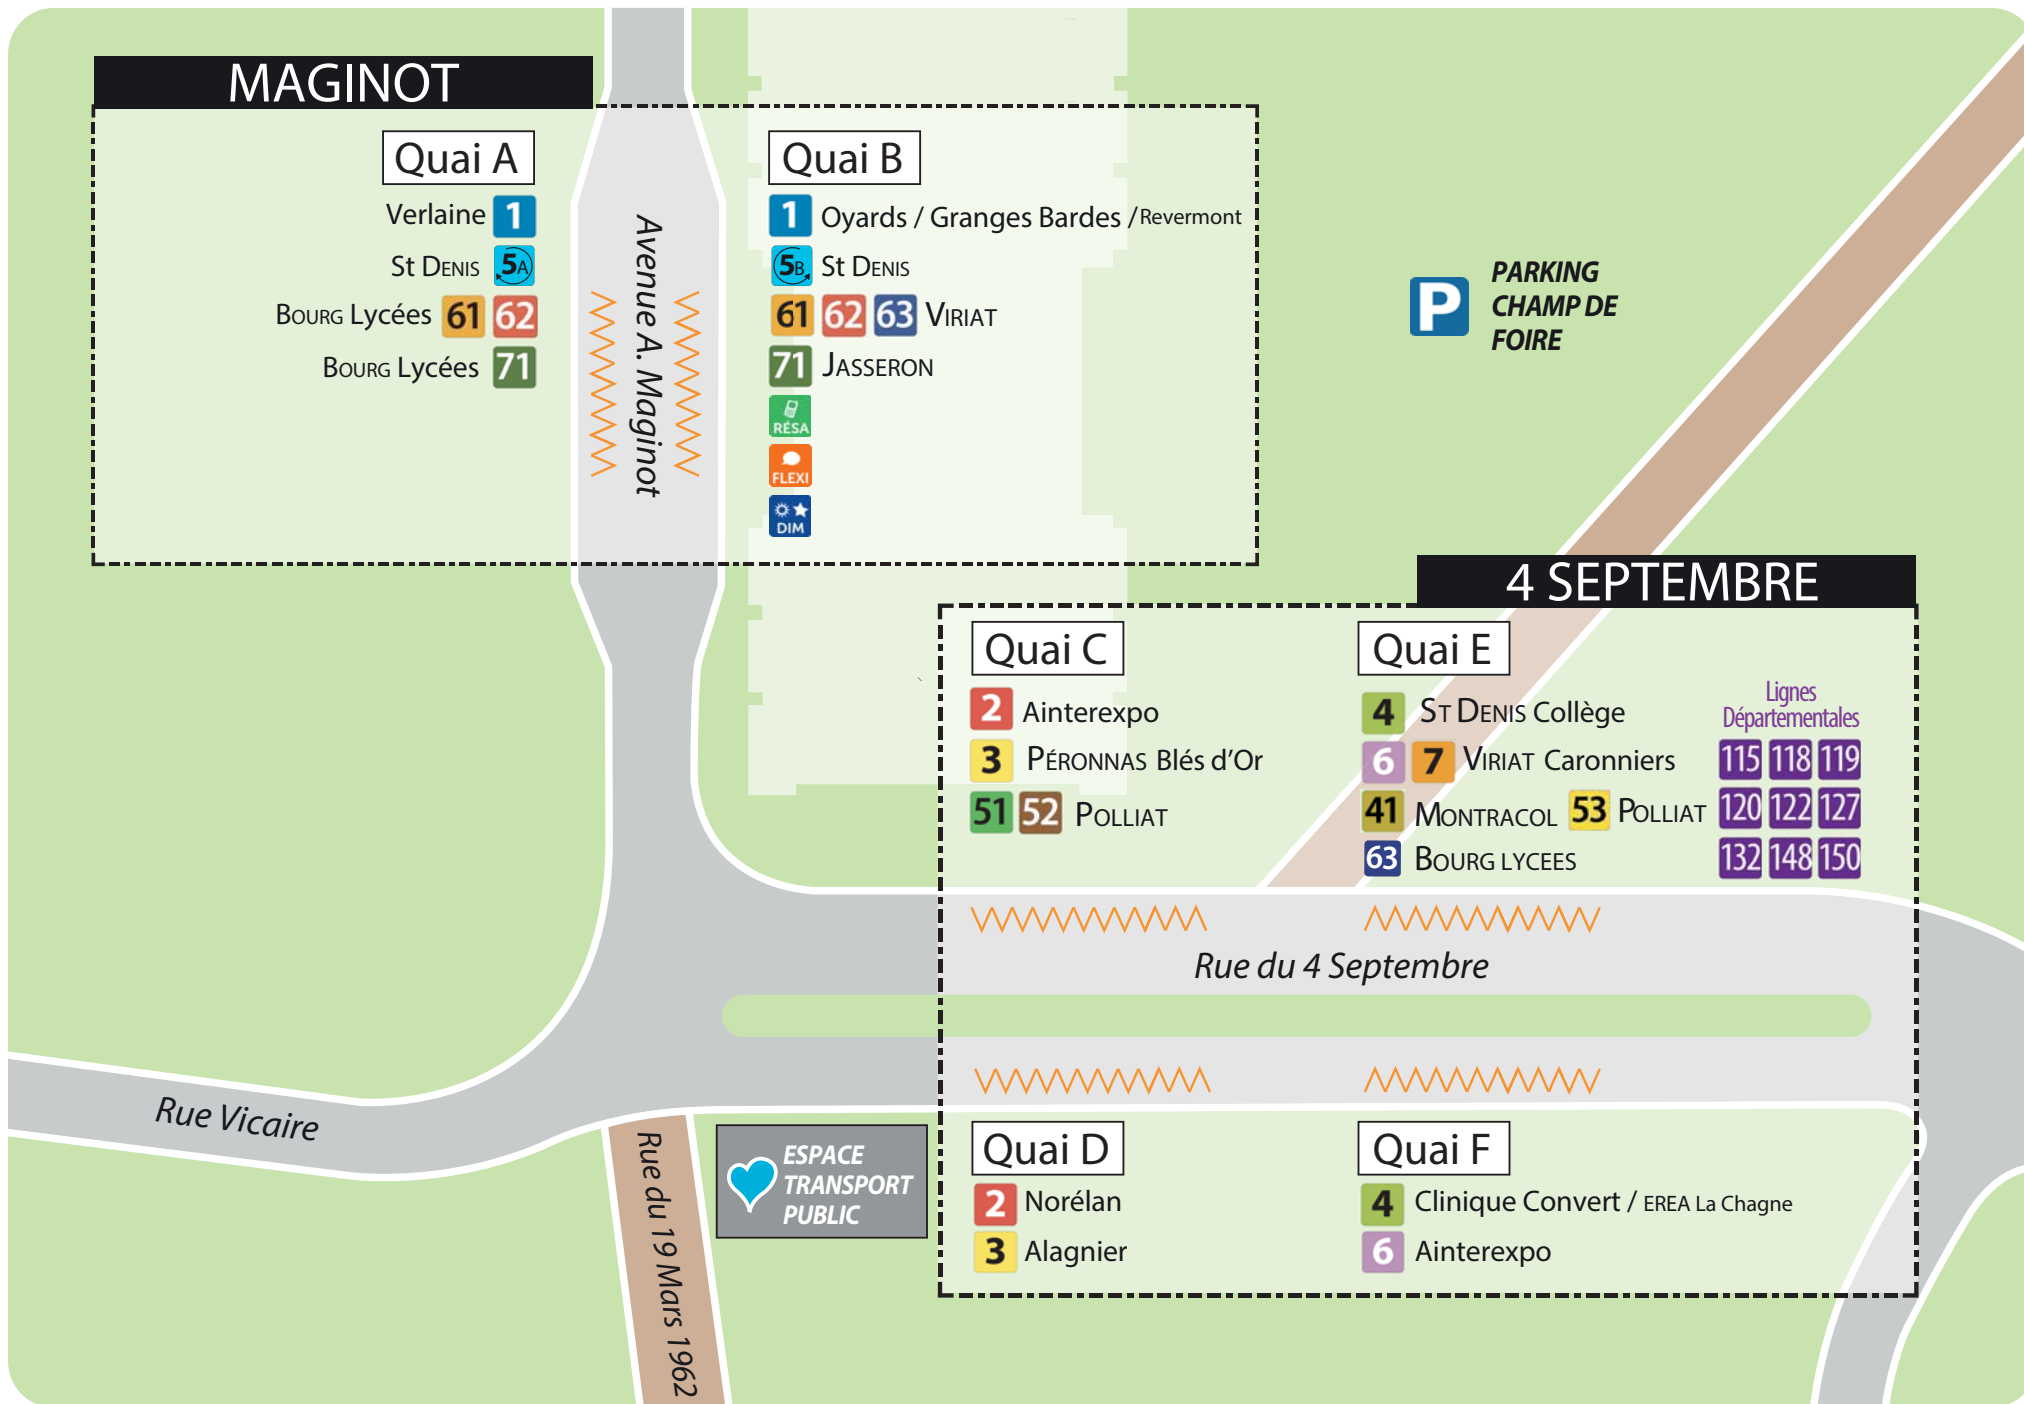 MAGINOT
Quai A
Verlaine 1
St DENIS 5A
BOURG Lycées 61 62
BOURG Lycées 71
Avenue A. Maginot
Quai B
1 Oyards / Granges Bardes / Revermont
5B St DENIS
61 62 63 VIRIAT
71 JASSERON
RÉSA
FLEXI
DIM
P
PARKING
CHAMP DE
FOIRE
4 SEPTEMBRE
Quai C
2 Ainterexpo
3 PÉRONNAS Blés d'Or
51 52 POLLIAT
Quai E
4 ST DENIS Collège
6 7 VIRIAT Caronniers
41 MONTRACOL 53 POLLIAT
63 BOURG LYCEES
Lignes
Départementales
115 118 119
120 122 127
132 148 150
Rue du 4 Septembre
Rue Vicaire
Rue du 19 Mars 1962
ESPACE
TRANSPORT
PUBLIC
Quai D
2 Norélan
3 Alagnier
Quai F
4 Clinique Convert / EREA La Chagne
6 Ainterexpo